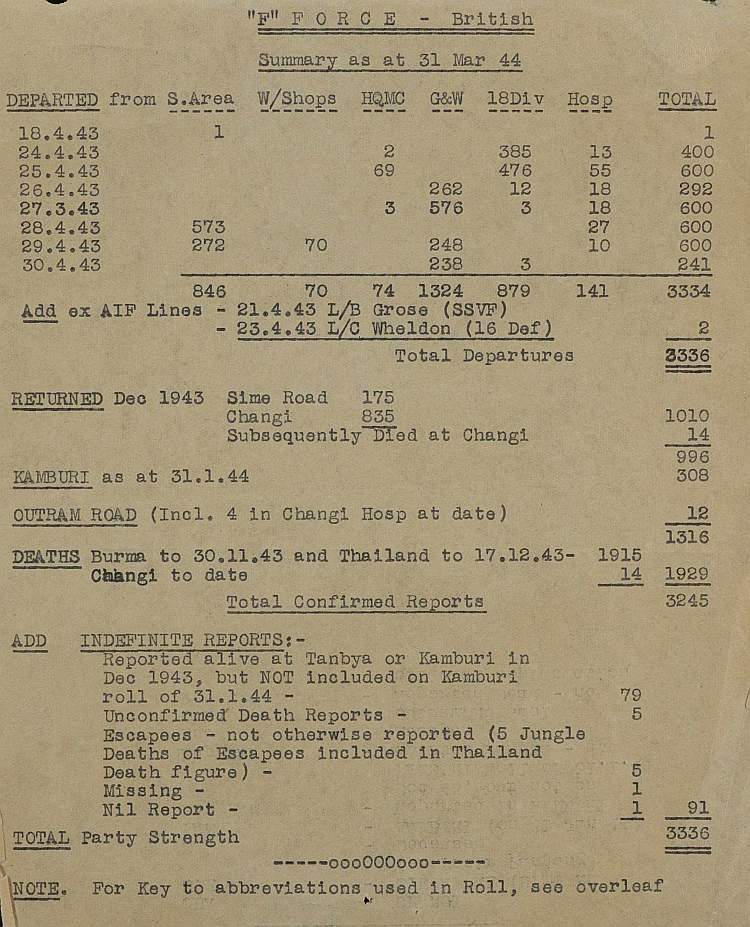 "F" F O R C E - British
Summary as at 31 Mar 44
DEPARTED from S.Area W/Shops HQMC G&W 18Div Hosp TOTAL
18.4.43 1 1
24.4.43 2 385 13 400
25.4.43 69 476 55 600
26.4.43 262 12 18 292
27.3.43 3 576 3 18 600
28.4.43 573 27 600
29.4.43 272 70 248 10 600
30.4.43 238 3 241
846 70 74 1324 879 141 3334
Add ex AIF Lines - 21.4.43 L/B Grose (SSVF)
- 23.4.43 L/C Wheldon (16 Def) 2
Total Departures 3336
RETURNED Dec 1943 Sime Road 175
Changi 835 1010
Subsequently Died at Changi 14
996
KAMBURI as at 31.1.44 308
OUTRAM ROAD (Incl. 4 in Changi Hosp at date) 12
1316
DEATHS Burma to 30.11.43 and Thailand to 17.12.43- 1915
Changi to date 14 1929
Total Confirmed Reports 3245
ADD INDEFINITE REPORTS:-
Reported alive at Tanbya or Kamburi in
Dec 1943, but NOT included on Kamburi
roll of 31.1.44 - 79
Unconfirmed Death Reports - 5
Escapees - not otherwise reported (5 Jungle
Deaths of Escapees included in Thailand
Death figure) - 5
Missing - 1
Nil Report - 1 91
TOTAL Party Strength 3336
-----oooOOOooo-----
NOTE. For Key to abbreviations used in Roll, see overleaf